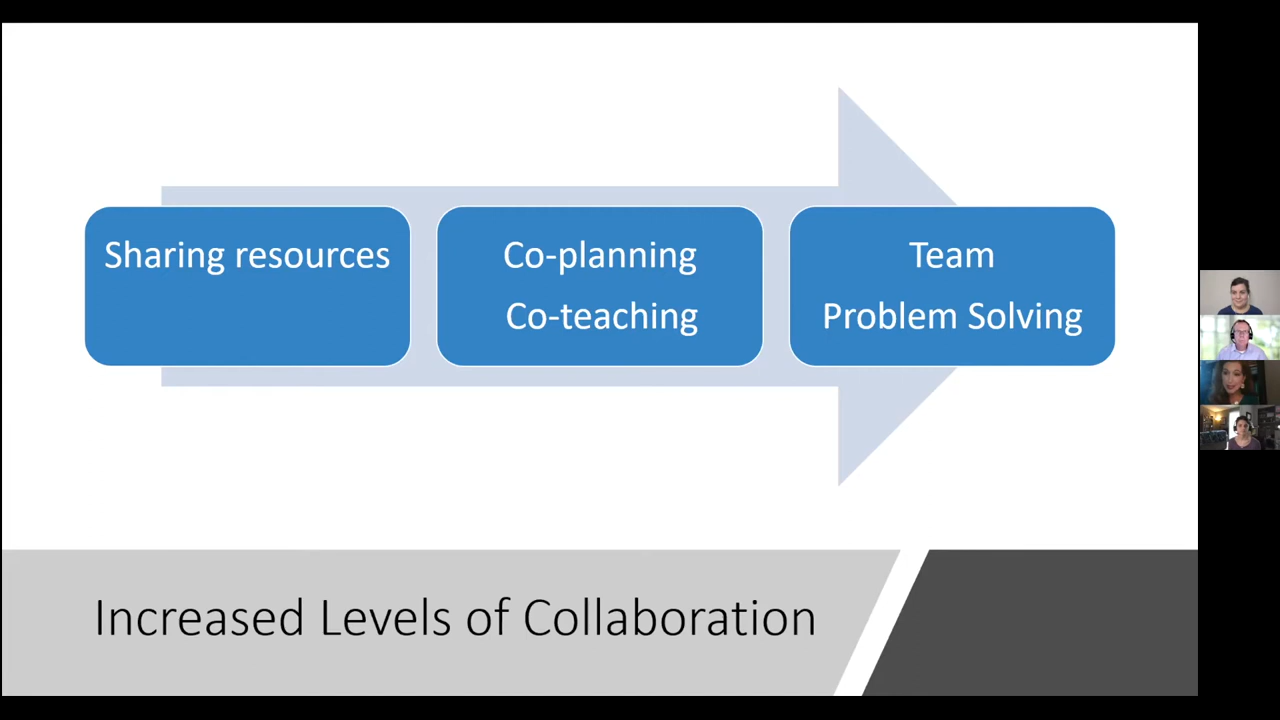 Sharing resources
Co-planning
Co-teaching
Team
Problem Solving
Increased Levels of Collaboration